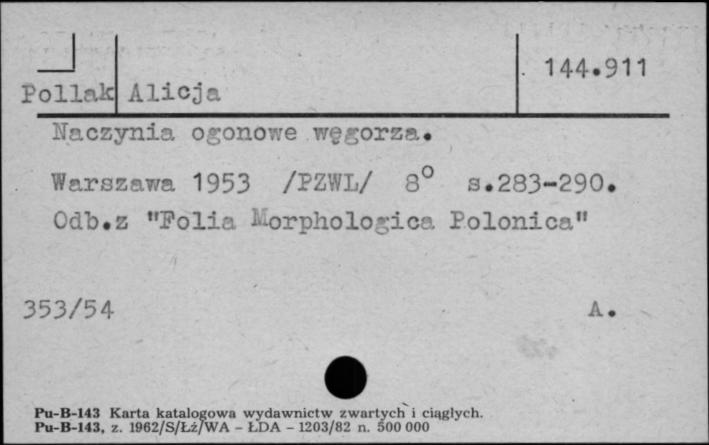 144.911
Pollak Alicja
Naczynia ogonowe węgorza.
Warszawa 1953 /PZWL/ 8° s.283-290.
Odb.z "Folia Morphologica Polonica"
353/54 A.
Pu-B-143 Karta katalogowa wydawnictw zwartych i ciągłych.
Pu-B-143, z. 1962/S/Łż/WA - ŁDA - 1203/82 n. 500 000